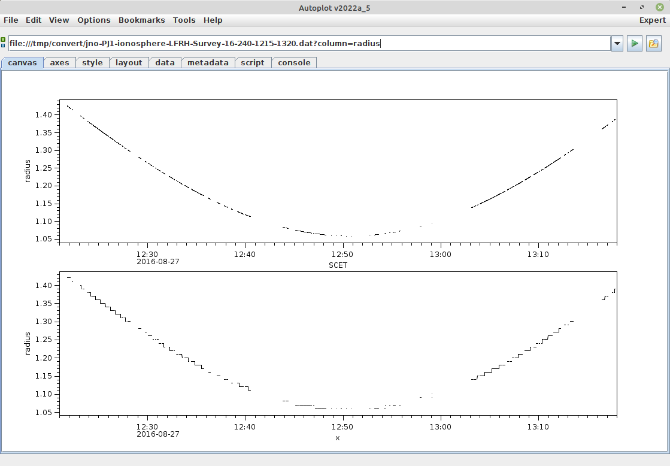 Autoplot v2022a_5
File Edit View Options Bookmarks Tools Help Expert
file:///tmp/convert/jno-PJ1-ionosphere-LFRH-Survey-16-240-1215-1320.dat?column=radius
canvas axes style layout data metadata script console
1.40
1.35
1.30
1.25
1.20
1.15
1.10
1.05
radius
12:30 12:40 12:50 13:00 13:10
2016-08-27
SCET
1.40
1.35
1.30
1.25
1.20
1.15
1.10
1.05
radius
12:30 12:40 12:50 13:00 13:10
2016-08-27
x